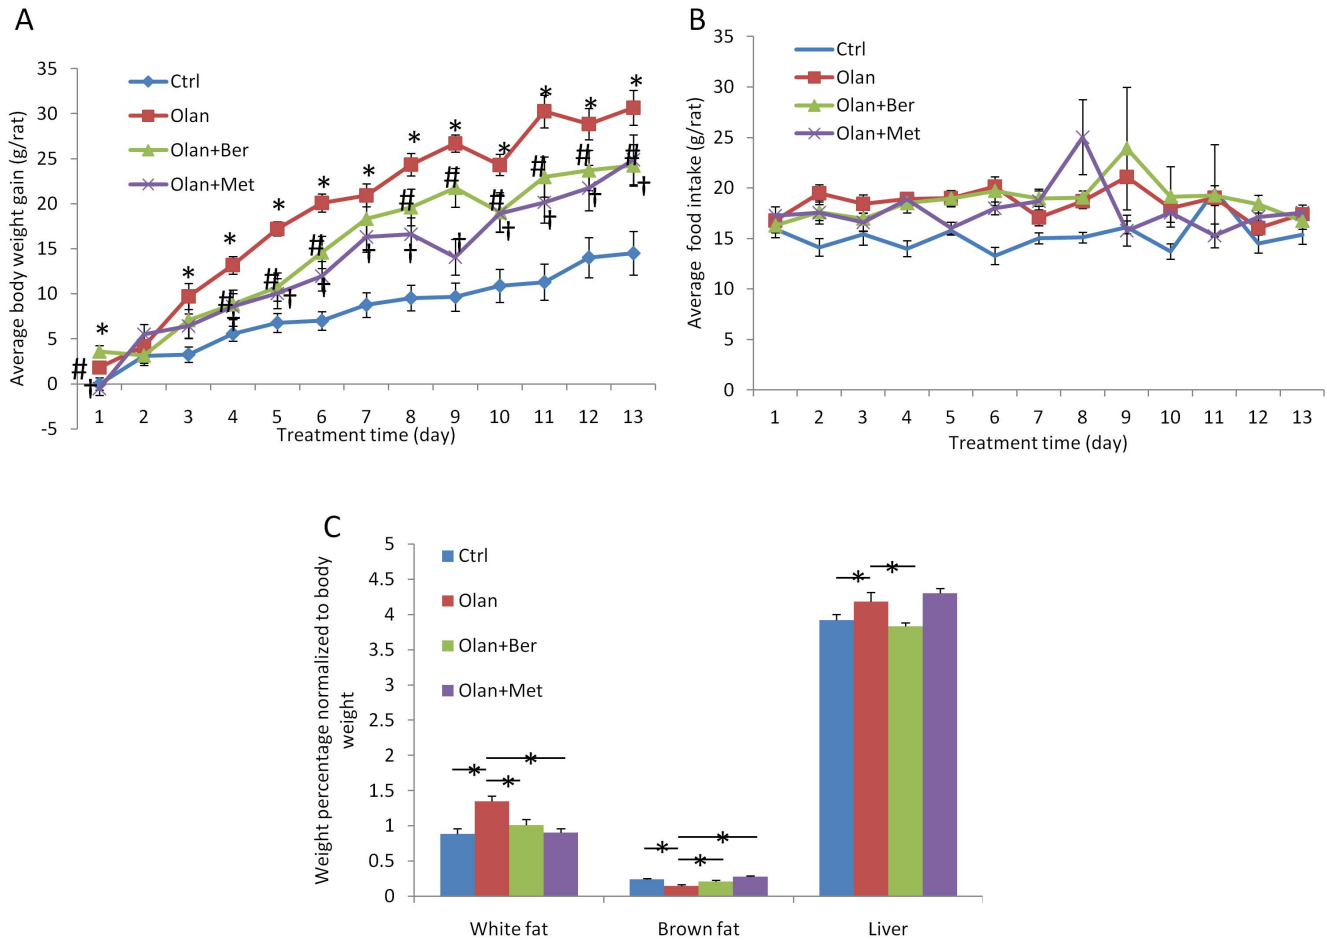 A
Average body weight gain (g/rat)
35
30
25
20
15
10
5
0
-5
Ctrl
Olan
Olan+Ber
Olan+Met
* * * * * * * * * * * *
# # # # # # # # # # #
† † † † † † † † † † †
1 2 3 4 5 6 7 8 9 10 11 12 13
Treatment time (day)
B
Average food intake (g/rat)
35
30
25
20
15
10
5
0
Ctrl
Olan
Olan+Ber
Olan+Met
1 2 3 4 5 6 7 8 9 10 11 12 13
Treatment time (day)
C
Weight percentage normalized to body
weight
5
4.5
4
3.5
3
2.5
2
1.5
1
0.5
0
Ctrl
Olan
Olan+Ber
Olan+Met
* * *
* * *
* *
White fat Brown fat Liver